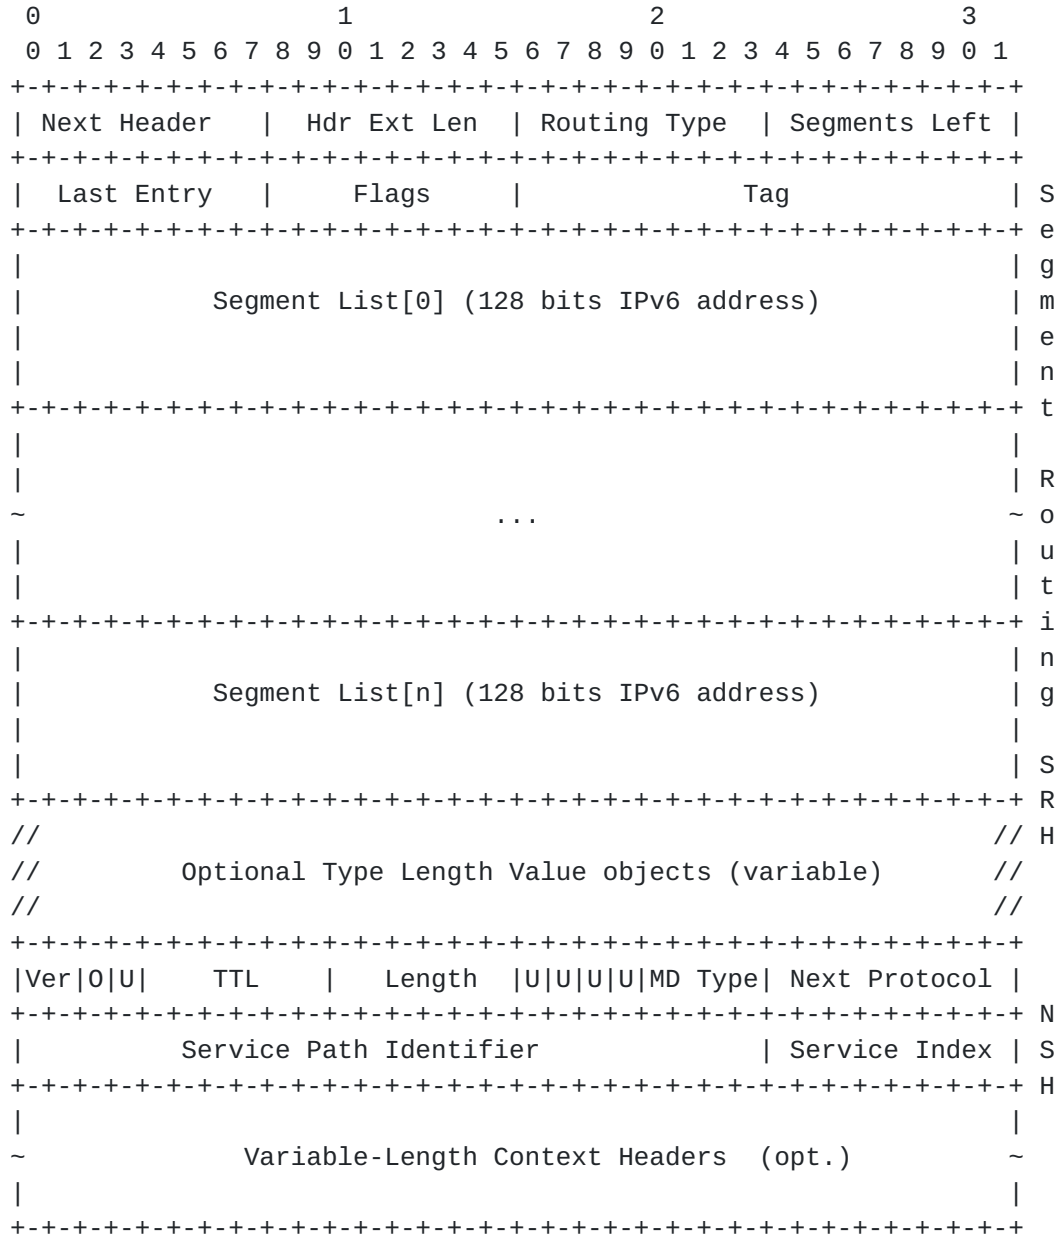 0                   1                   2                   3
 0 1 2 3 4 5 6 7 8 9 0 1 2 3 4 5 6 7 8 9 0 1 2 3 4 5 6 7 8 9 0 1
+-+-+-+-+-+-+-+-+-+-+-+-+-+-+-+-+-+-+-+-+-+-+-+-+-+-+-+-+-+-+-+-+
| Next Header   |  Hdr Ext Len  | Routing Type  | Segments Left |
+-+-+-+-+-+-+-+-+-+-+-+-+-+-+-+-+-+-+-+-+-+-+-+-+-+-+-+-+-+-+-+-+
|  Last Entry   |     Flags     |              Tag              | S
+-+-+-+-+-+-+-+-+-+-+-+-+-+-+-+-+-+-+-+-+-+-+-+-+-+-+-+-+-+-+-+-+ e
|                                                               | g
|            Segment List[0] (128 bits IPv6 address)            | m
|                                                               | e
|                                                               | n
+-+-+-+-+-+-+-+-+-+-+-+-+-+-+-+-+-+-+-+-+-+-+-+-+-+-+-+-+-+-+-+-+ t
|                                                               |
|                                                               | R
~                              ...                              ~ o
|                                                               | u
|                                                               | t
+-+-+-+-+-+-+-+-+-+-+-+-+-+-+-+-+-+-+-+-+-+-+-+-+-+-+-+-+-+-+-+-+ i
|                                                               | n
|            Segment List[n] (128 bits IPv6 address)            | g
|                                                               |
|                                                               | S
+-+-+-+-+-+-+-+-+-+-+-+-+-+-+-+-+-+-+-+-+-+-+-+-+-+-+-+-+-+-+-+-+ R
//                                                             // H
//         Optional Type Length Value objects (variable)       //
//                                                             //
+-+-+-+-+-+-+-+-+-+-+-+-+-+-+-+-+-+-+-+-+-+-+-+-+-+-+-+-+-+-+-+-+
|Ver|O|U|    TTL    |   Length  |U|U|U|U|MD Type| Next Protocol |
+-+-+-+-+-+-+-+-+-+-+-+-+-+-+-+-+-+-+-+-+-+-+-+-+-+-+-+-+-+-+-+-+ N
|          Service Path Identifier              | Service Index | S
+-+-+-+-+-+-+-+-+-+-+-+-+-+-+-+-+-+-+-+-+-+-+-+-+-+-+-+-+-+-+-+-+ H
|                                                               |
~              Variable-Length Context Headers  (opt.)          ~
|                                                               |
+-+-+-+-+-+-+-+-+-+-+-+-+-+-+-+-+-+-+-+-+-+-+-+-+-+-+-+-+-+-+-+-+